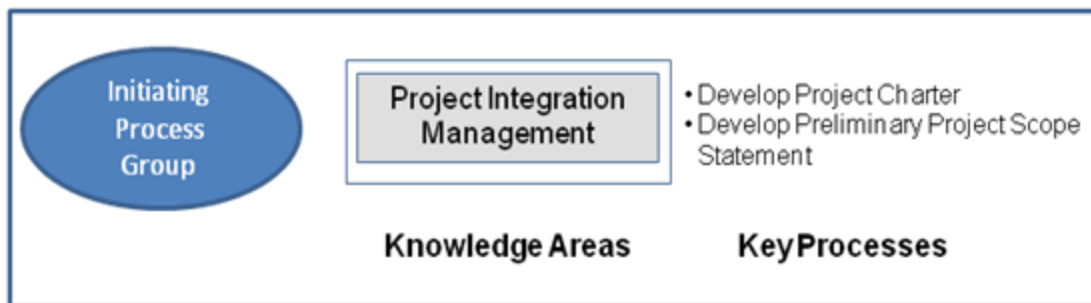 Initiating
Process
Group
Project Integration
Management
• Develop Project Charter
• Develop Preliminary Project Scope
Statement
Knowledge Areas
Key Processes